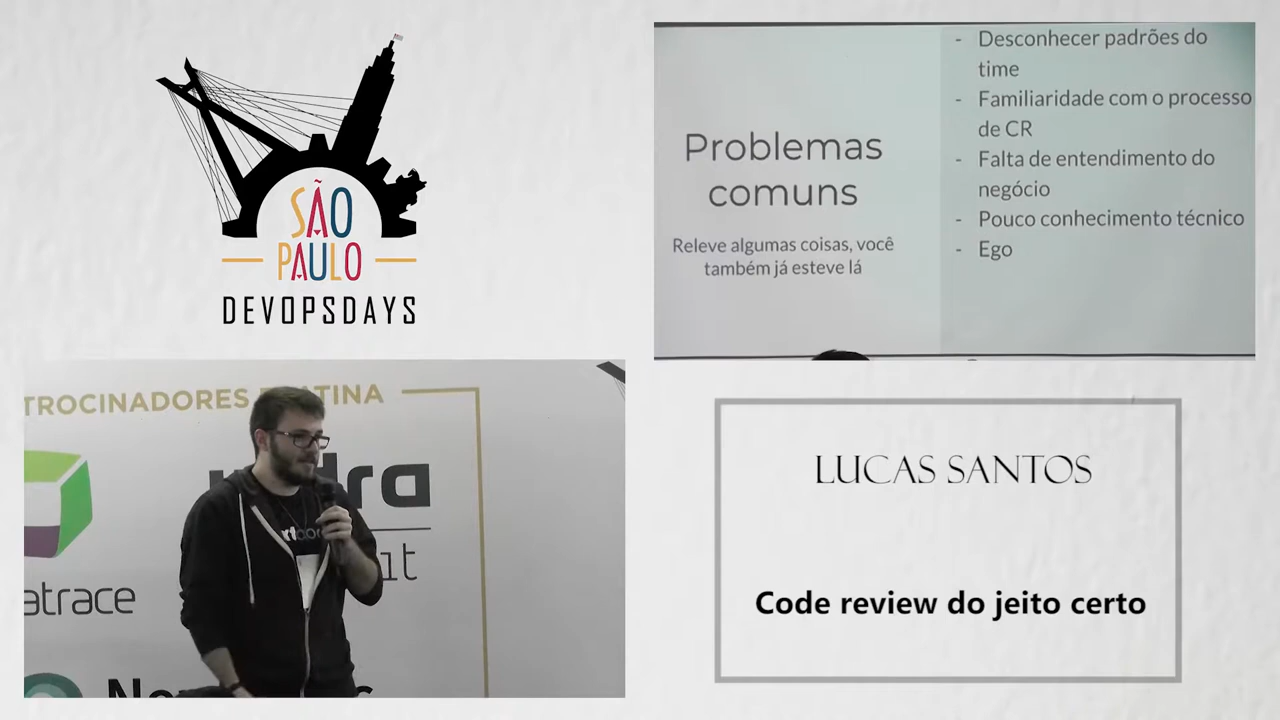 SÃO
PAULO
DEVOPSDAYS
Problemas
comuns
Releve algumas coisas, você
também já esteve lá
- Desconhecer padrões do
time
- Familiaridade com o processo
de CR
- Falta de entendimento do
negócio
- Pouco conhecimento técnico
- Ego
TROCINADORES
atrace
LUCAS SANTOS
Code review do jeito certo